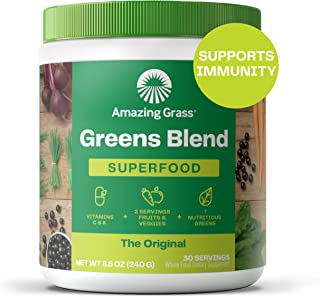 SUPPORTS
IMMUNITY
Amazing Grass®
Greens Blend
SUPERFOOD
VITAMINS
C & K
+
2 SERVINGS
FRUITS &
VEGGIES
+
7
NUTRITIOUS
GREENS
The Original
30 SERVINGS
NET WT 8.5 OZ (240 G)
Whole Food Dietary Supplement